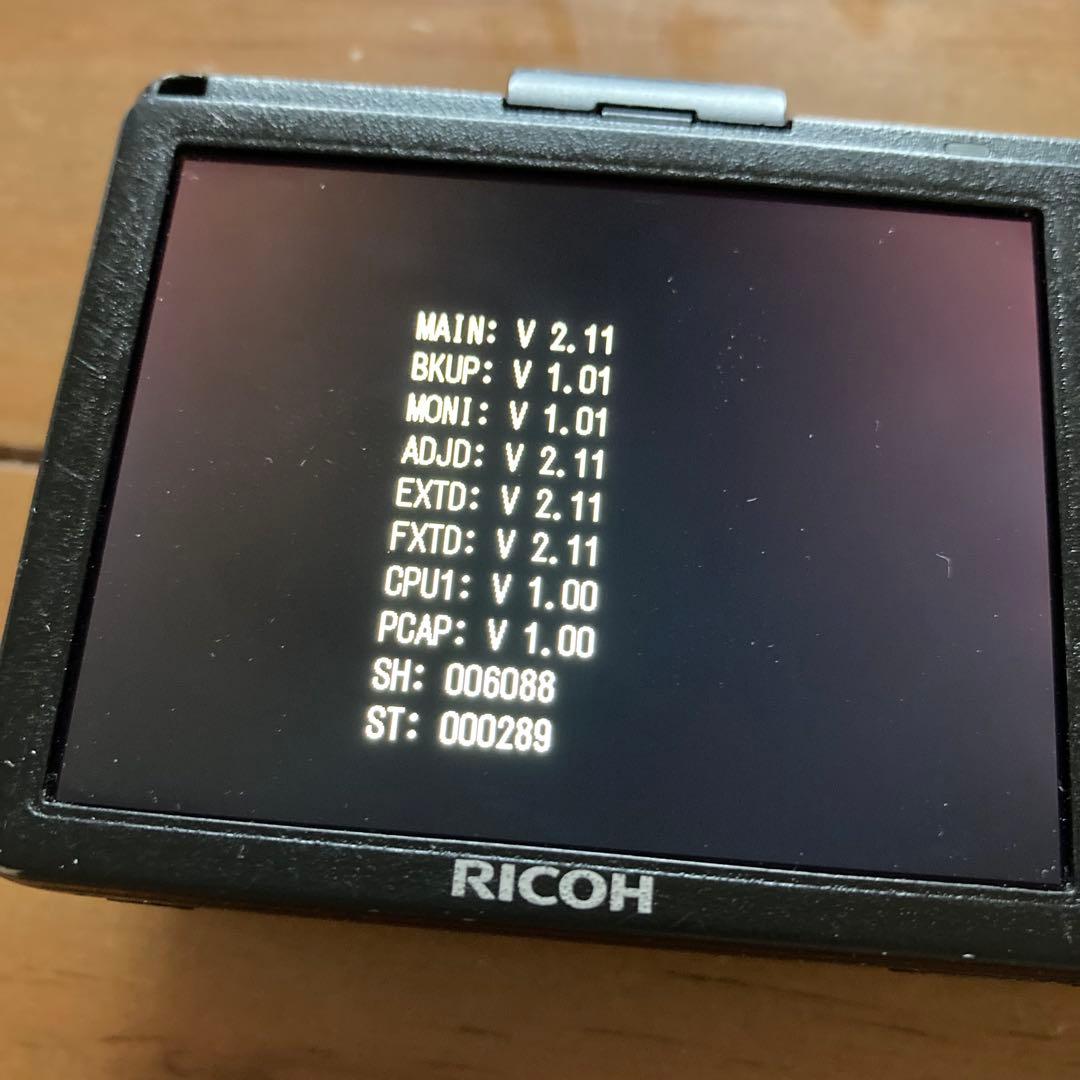 MAIN: V 2.11
BKUP: V 1.01
MONI: V 1.01
ADJD: V 2.11
EXTD: V 2.11
FXTD: V 2.11
CPU1: V 1.00
PCAP: V 1.00
SH: 006088
ST: 000289
RICOH